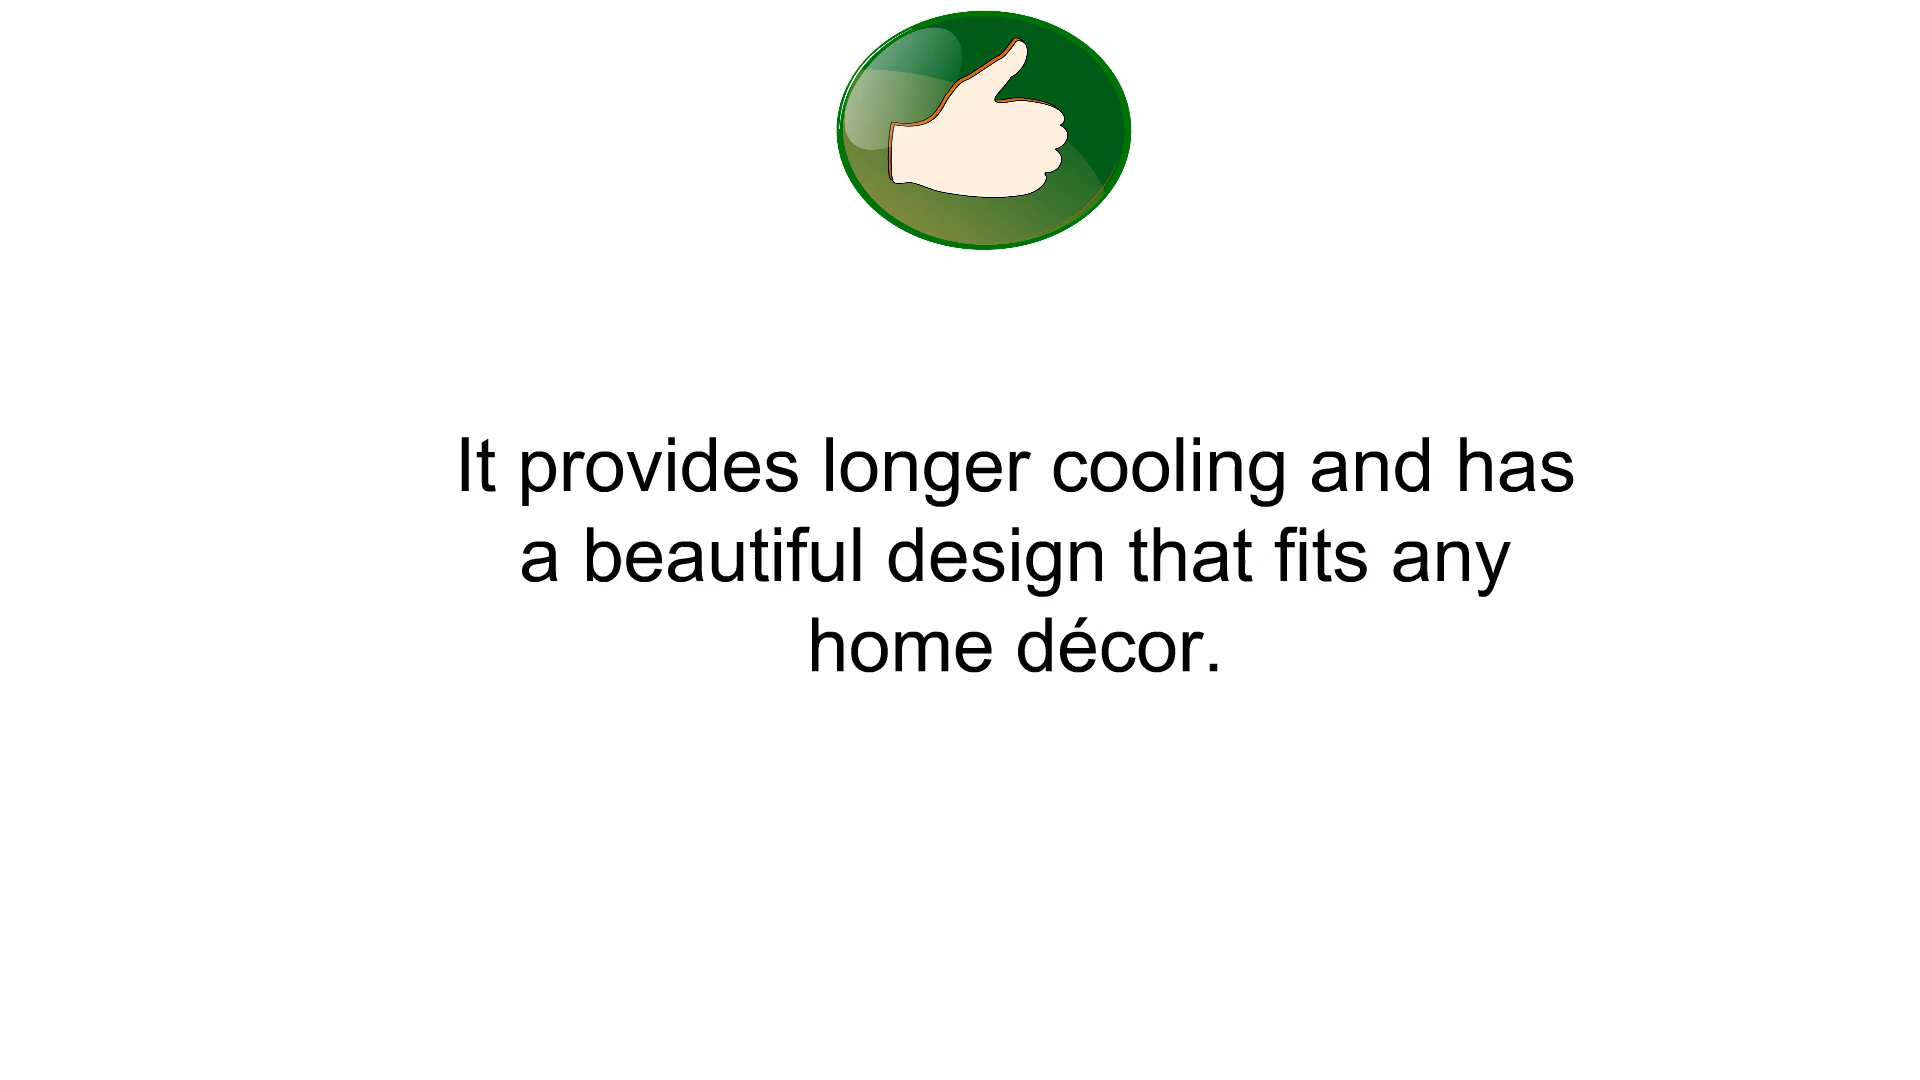 It provides longer cooling and has
a beautiful design that fits any
home décor.